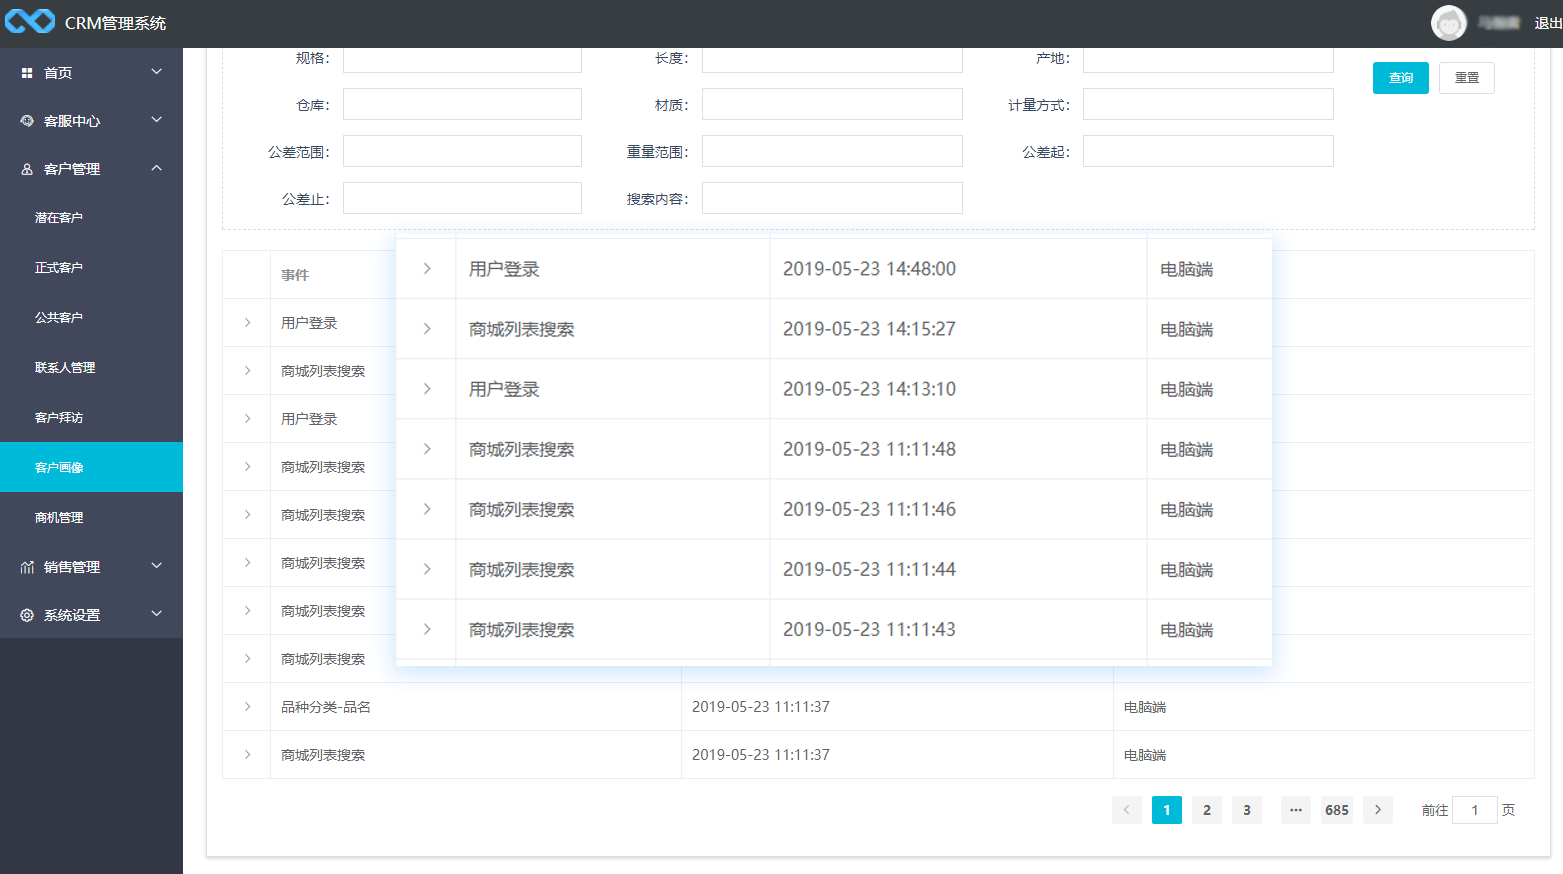 CRM管理系统
退出
首页
客服中心
客户管理
潜在客户
正式客户
公共客户
联系人管理
客户拜访
客户画像
商机管理
销售管理
系统设置
规格： 长度： 产地： 查询 重置
仓库： 材质： 计量方式：
公差范围： 重量范围： 公差起：
公差止： 搜索内容：
事件
用户登录
商城列表搜索
用户登录
商城列表搜索
商城列表搜索
商城列表搜索
商城列表搜索
商城列表搜索
品种分类-品名 2019-05-23 11:11:37 电脑端
商城列表搜索 2019-05-23 11:11:37 电脑端
用户登录 2019-05-23 14:48:00 电脑端
商城列表搜索 2019-05-23 14:15:27 电脑端
用户登录 2019-05-23 14:13:10 电脑端
商城列表搜索 2019-05-23 11:11:48 电脑端
商城列表搜索 2019-05-23 11:11:46 电脑端
商城列表搜索 2019-05-23 11:11:44 电脑端
商城列表搜索 2019-05-23 11:11:43 电脑端
1 2 3 ··· 685 前往 1 页